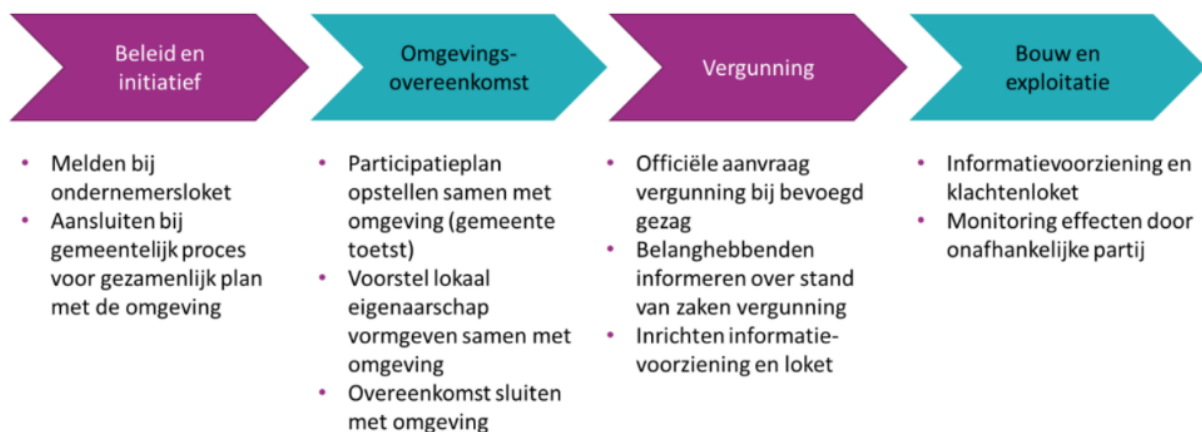 Beleid en
initiatief
Omgevings-
overeenkomst
Vergunning
Bouw en
exploitatie
• Melden bij
ondernemersloket
• Aansluiten bij
gemeentelijk proces
voor gezamenlijk plan
met de omgeving
• Participatieplan
opstellen samen met
omgeving (gemeente
toetst)
• Voorstel lokaal
eigenaarschap
vormgeven samen met
omgeving
• Overeenkomst sluiten
met omgeving
• Officiële aanvraag
vergunning bij bevoegd
gezag
• Belanghebbenden
informeren over stand
van zaken vergunning
• Inrichten informatie-
voorziening en loket
• Informatievoorziening en
klachtenloket
• Monitoring effecten door
onafhankelijke partij